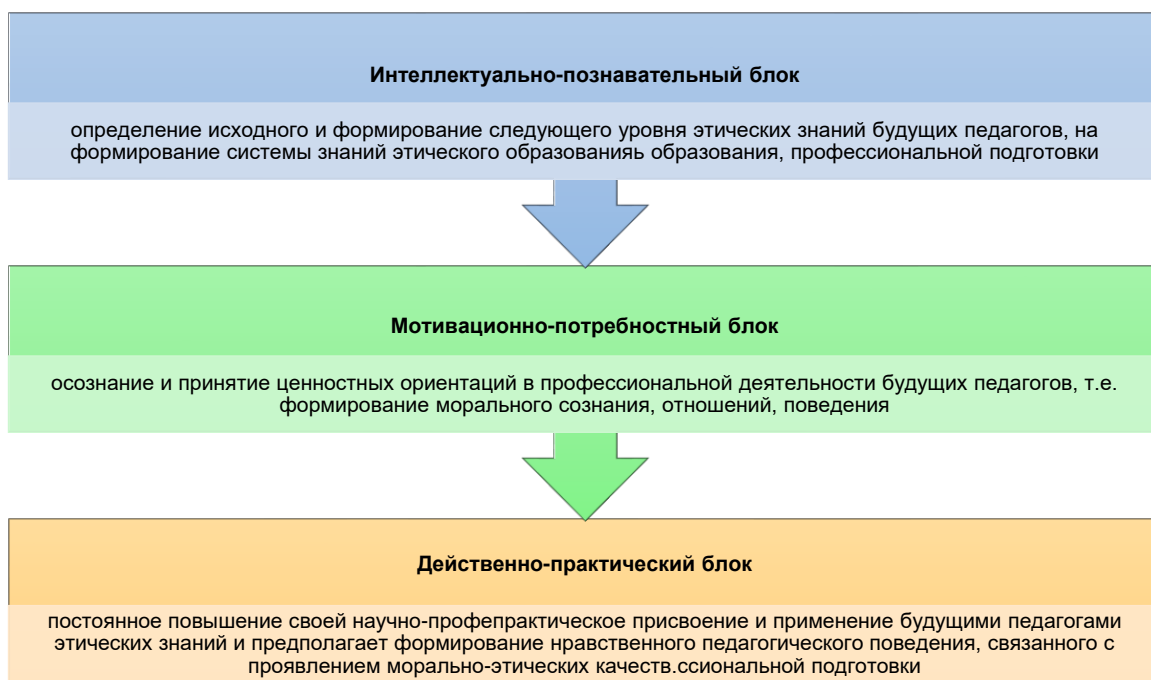 Интеллектуально-познавательный блок
определение исходного и формирование следующего уровня этических знаний будущих педагогов, на
формирование системы знаний этического образованияь образования, профессиональной подготовки
Мотивационно-потребностный блок
осознание и принятие ценностных ориентаций в профессиональной деятельности будущих педагогов, т.е.
формирование морального сознания, отношений, поведения
Действенно-практический блок
постоянное повышение своей научно-профепрактическое присвоение и применение будущими педагогами
этических знаний и предполагает формирование нравственного педагогического поведения, связанного с
проявлением морально-этических качеств.ссиональной подготовки